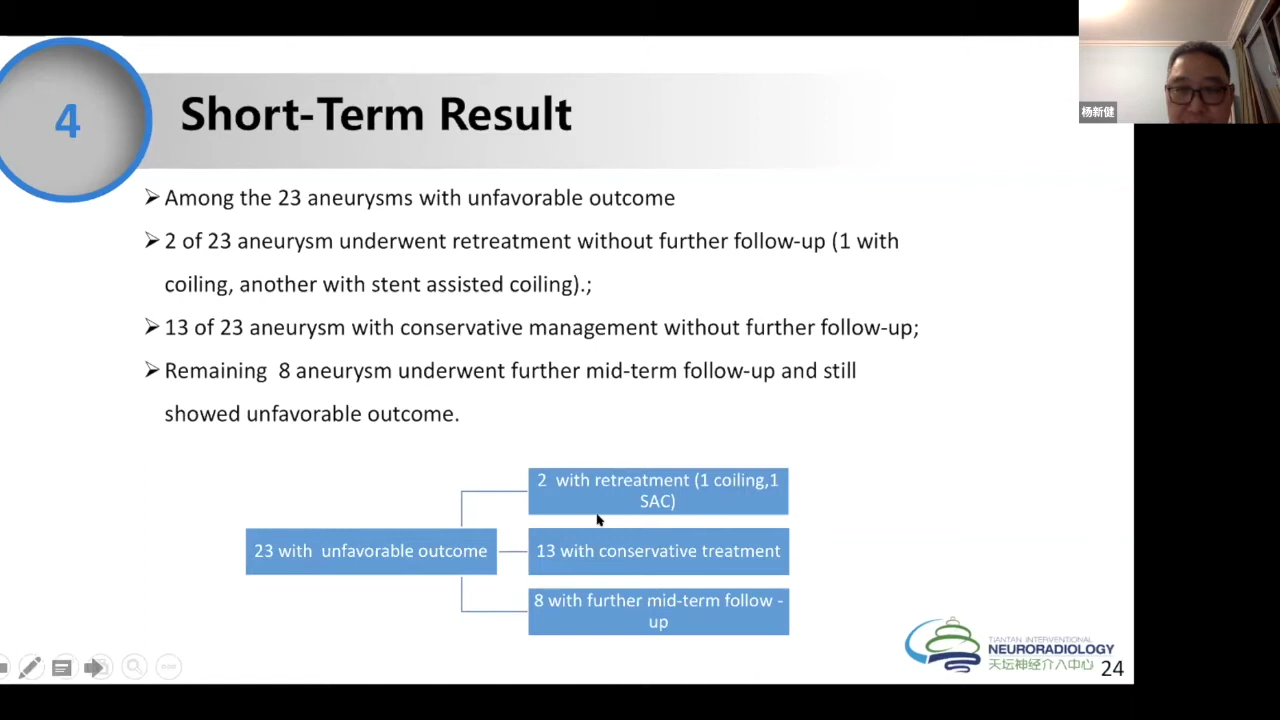 4
Short-Term Result
杨新健
Among the 23 aneurysms with unfavorable outcome
2 of 23 aneurysm underwent retreatment without further follow-up (1 with
coiling, another with stent assisted coiling).;
13 of 23 aneurysm with conservative management without further follow-up;
Remaining  8 aneurysm underwent further mid-term follow-up and still
showed unfavorable outcome.
2  with retreatment (1 coiling,1
SAC)
23 with  unfavorable outcome
13 with conservative treatment
8 with further mid-term follow -
up
TIANTAN INTERVENTIONAL
NEURORADIOLOGY
天坛神经介入中心
24